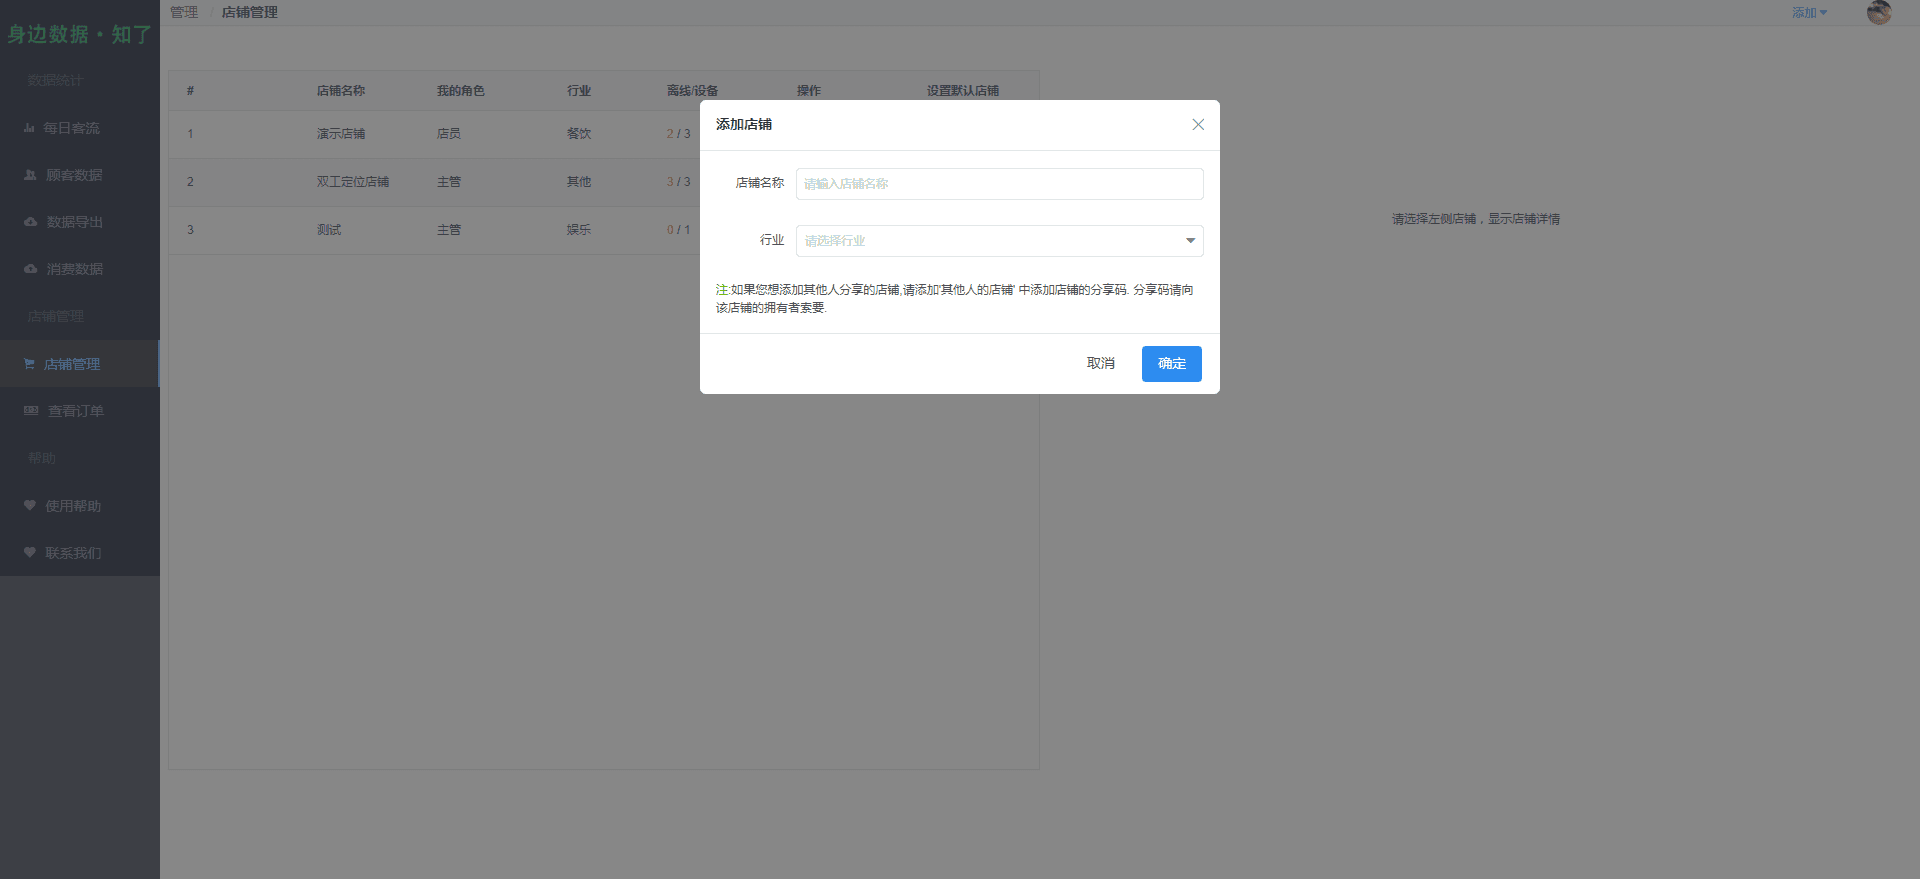 管理 / 店铺管理
添加
身边数据·知了
数据统计
每日客流
顾客数据
数据导出
消费数据
店铺管理
店铺管理
查看订单
帮助
使用帮助
联系我们
# 店铺名称 我的角色 行业 离线/设备 操作 设置默认店铺
1 演示店铺 店员 餐饮 2 / 3
2 双工定位店铺 主管 其他 3 / 3
3 测试 主管 娱乐 0 / 1
请选择左侧店铺，显示店铺详情
添加店铺
店铺名称 请输入店铺名称
行业 请选择行业
注:如果您想添加其他人分享的店铺,请添加'其他人的店铺' 中添加店铺的分享码. 分享码请向
该店铺的拥有者索要.
取消 确定